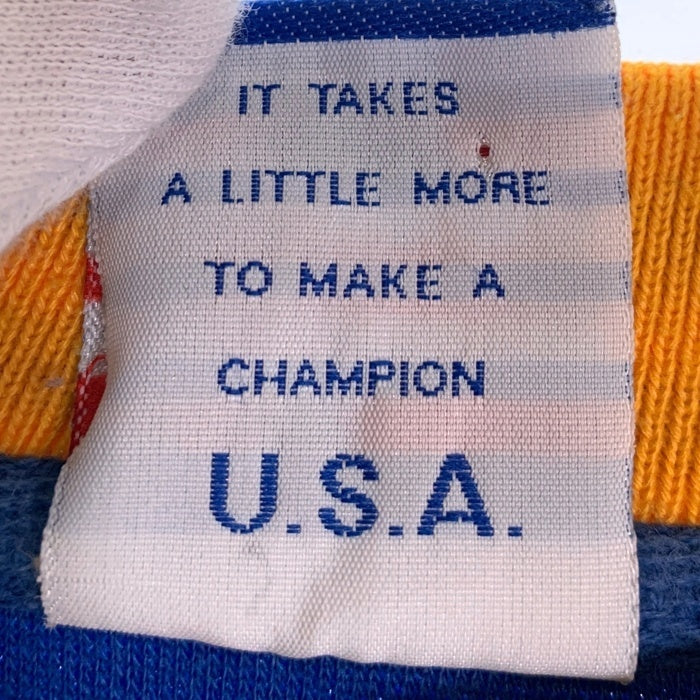 IT TAKES
A LITTLE MORE
TO MAKE A
CHAMPION
U.S.A.